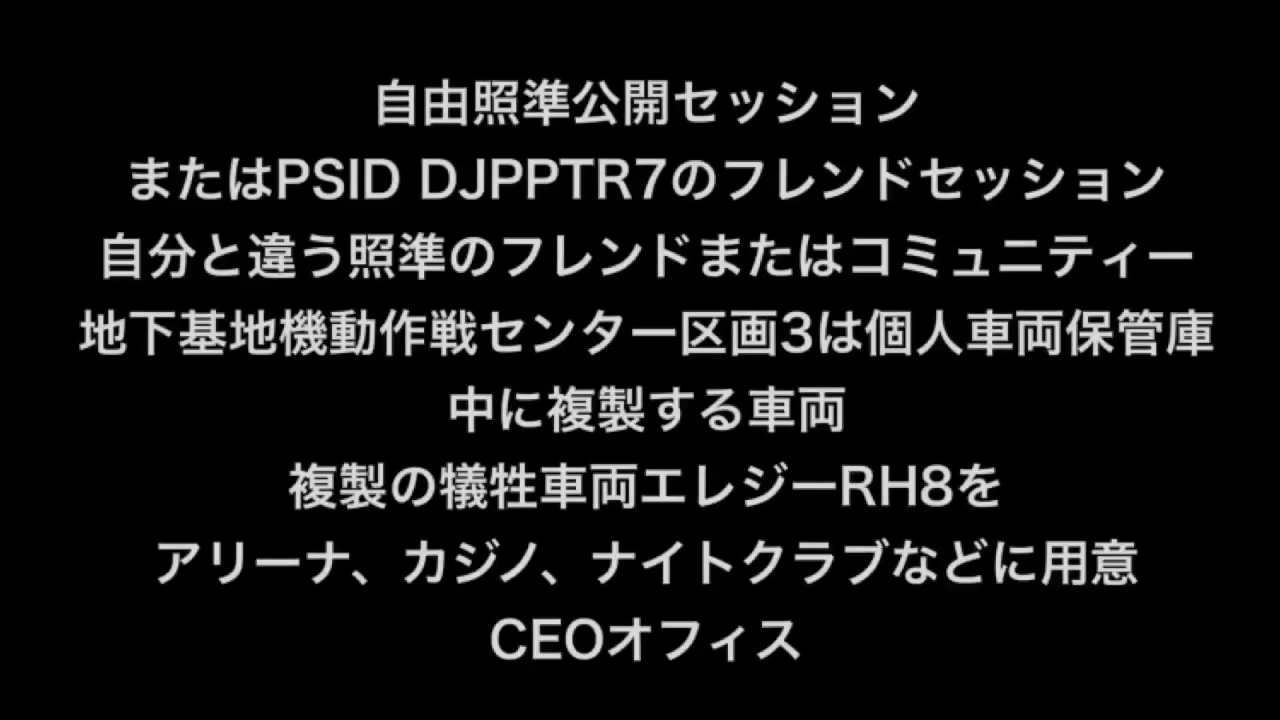 自由照準公開セッション
またはPSID DJPPTR7のフレンドセッション
自分と違う照準のフレンドまたはコミュニティー
地下基地機動作戦センター区画3は個人車両保管庫
中に複製する車両
複製の犠牲車両エレジーRH8を
アリーナ、カジノ、ナイトクラブなどに用意
CEOオフィス